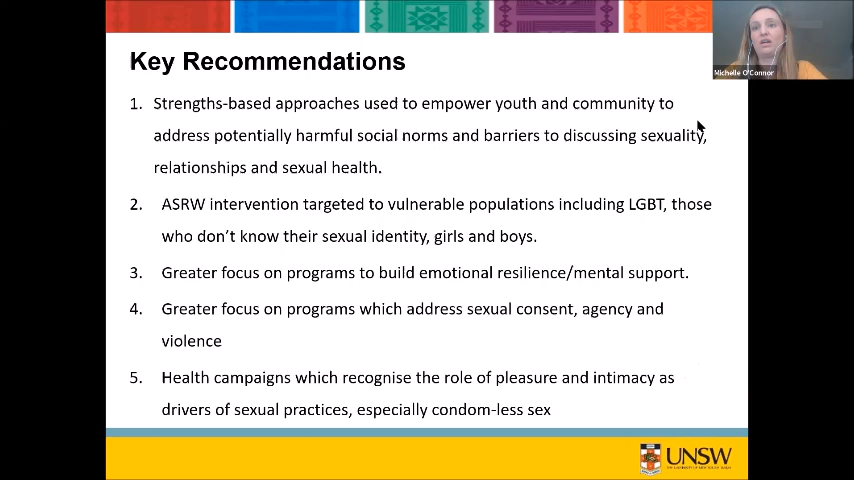 Michelle O'Connor
Key Recommendations
1. Strengths-based approaches used to empower youth and community to
address potentially harmful social norms and barriers to discussing sexuality,
relationships and sexual health.
2. ASRW intervention targeted to vulnerable populations including LGBT, those
who don't know their sexual identity, girls and boys.
3. Greater focus on programs to build emotional resilience/mental support.
4. Greater focus on programs which address sexual consent, agency and
violence
5. Health campaigns which recognise the role of pleasure and intimacy as
drivers of sexual practices, especially condom-less sex
UNSW